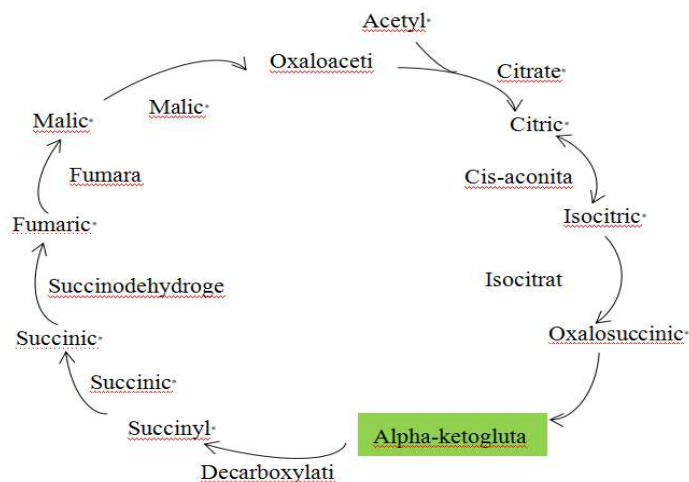 Acetyl
Oxaloaceti
Citrate
Malic
Malic
Citric
Fumara
Cis-aconita
Fumaric
Isocitric
Succinodehydroge
Isocitrat
Succinic
Oxalosuccinic
Succinic
Succinyl
Alpha-ketogluta
Decarboxylati